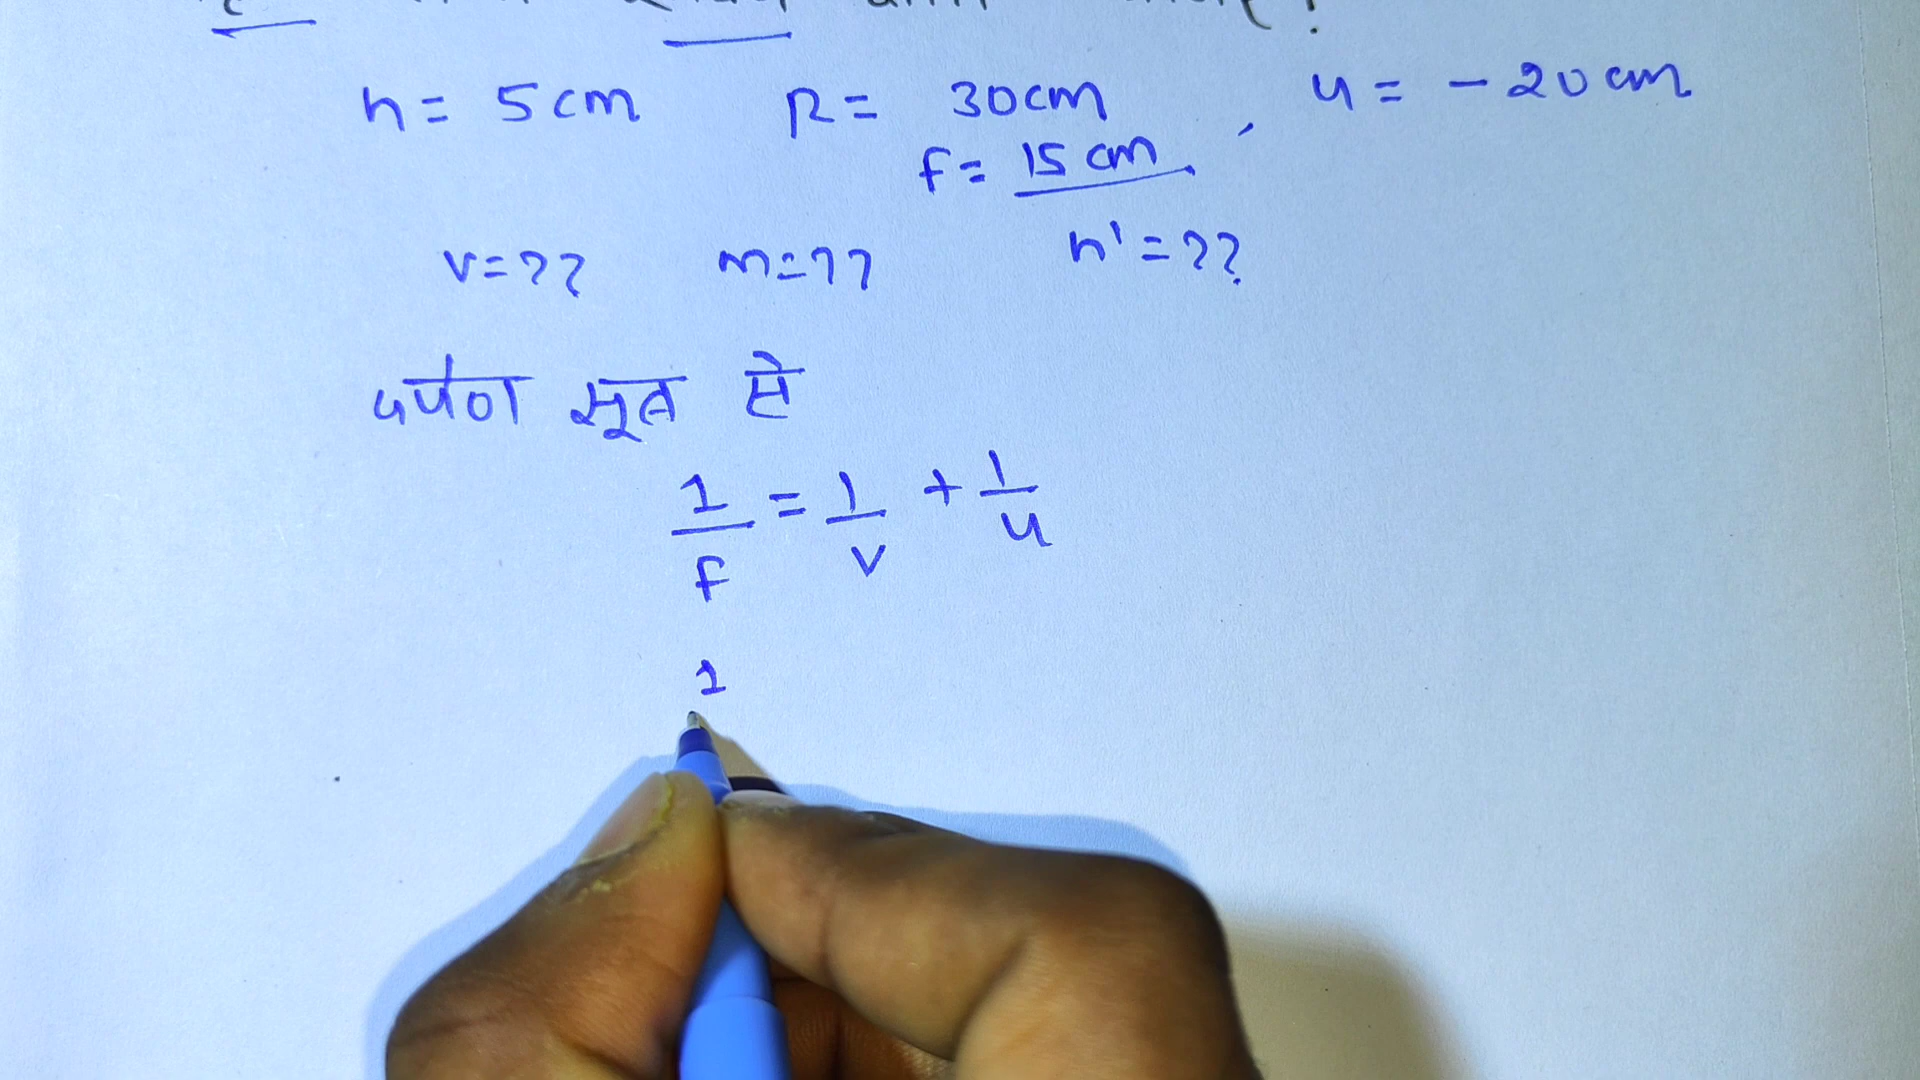 h = 5cm R = 30cm , u = - 20cm
f = 15 cm
v = ?? m = ?? h' = ??
दर्पण सूत्र से
1/f = 1/v + 1/u
1